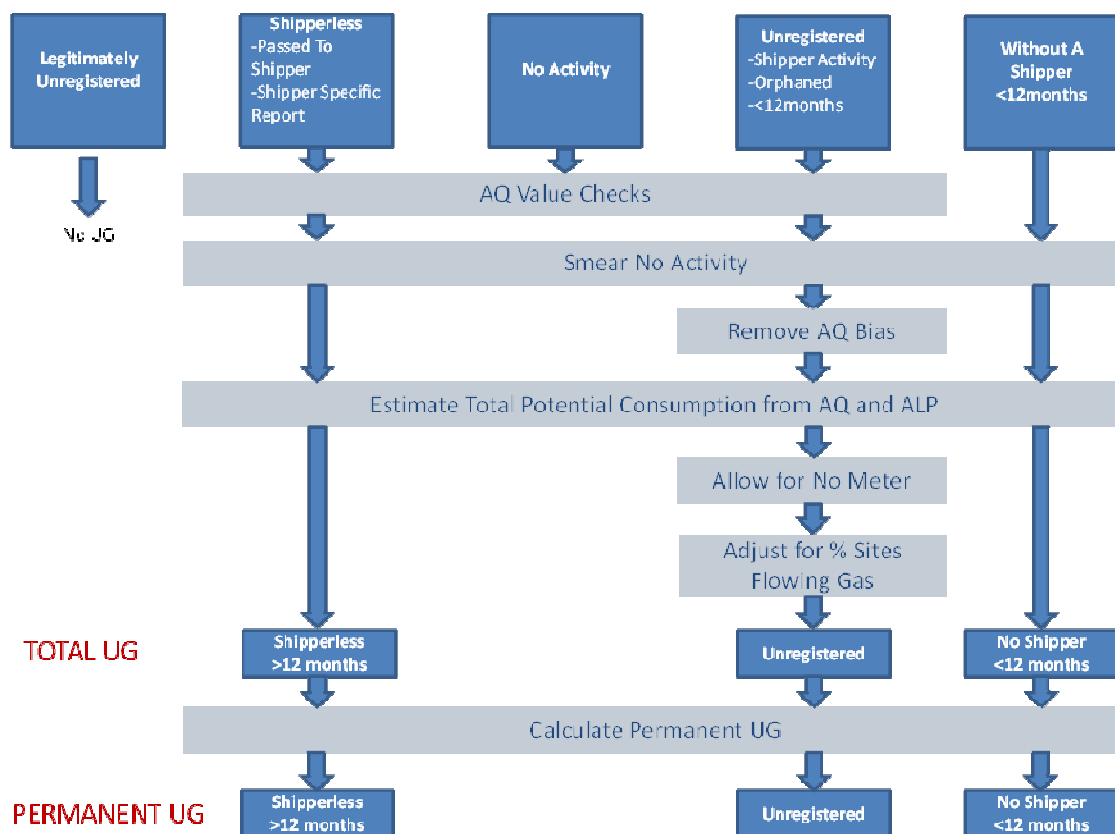 Legitimately
Unregistered
Shipperless
-Passed To
Shipper
-Shipper Specific
Report
No Activity
Unregistered
-Shipper Activity
-Orphaned
-<12months
Without A
Shipper
<12months
No UG
AQ Value Checks
Smear No Activity
Remove AQ Bias
Estimate Total Potential Consumption from AQ and ALP
Allow for No Meter
Adjust for % Sites
Flowing Gas
TOTAL UG
Shipperless
>12 months
Unregistered
No Shipper
<12 months
Calculate Permanent UG
PERMANENT UG
Shipperless
>12 months
Unregistered
No Shipper
<12 months